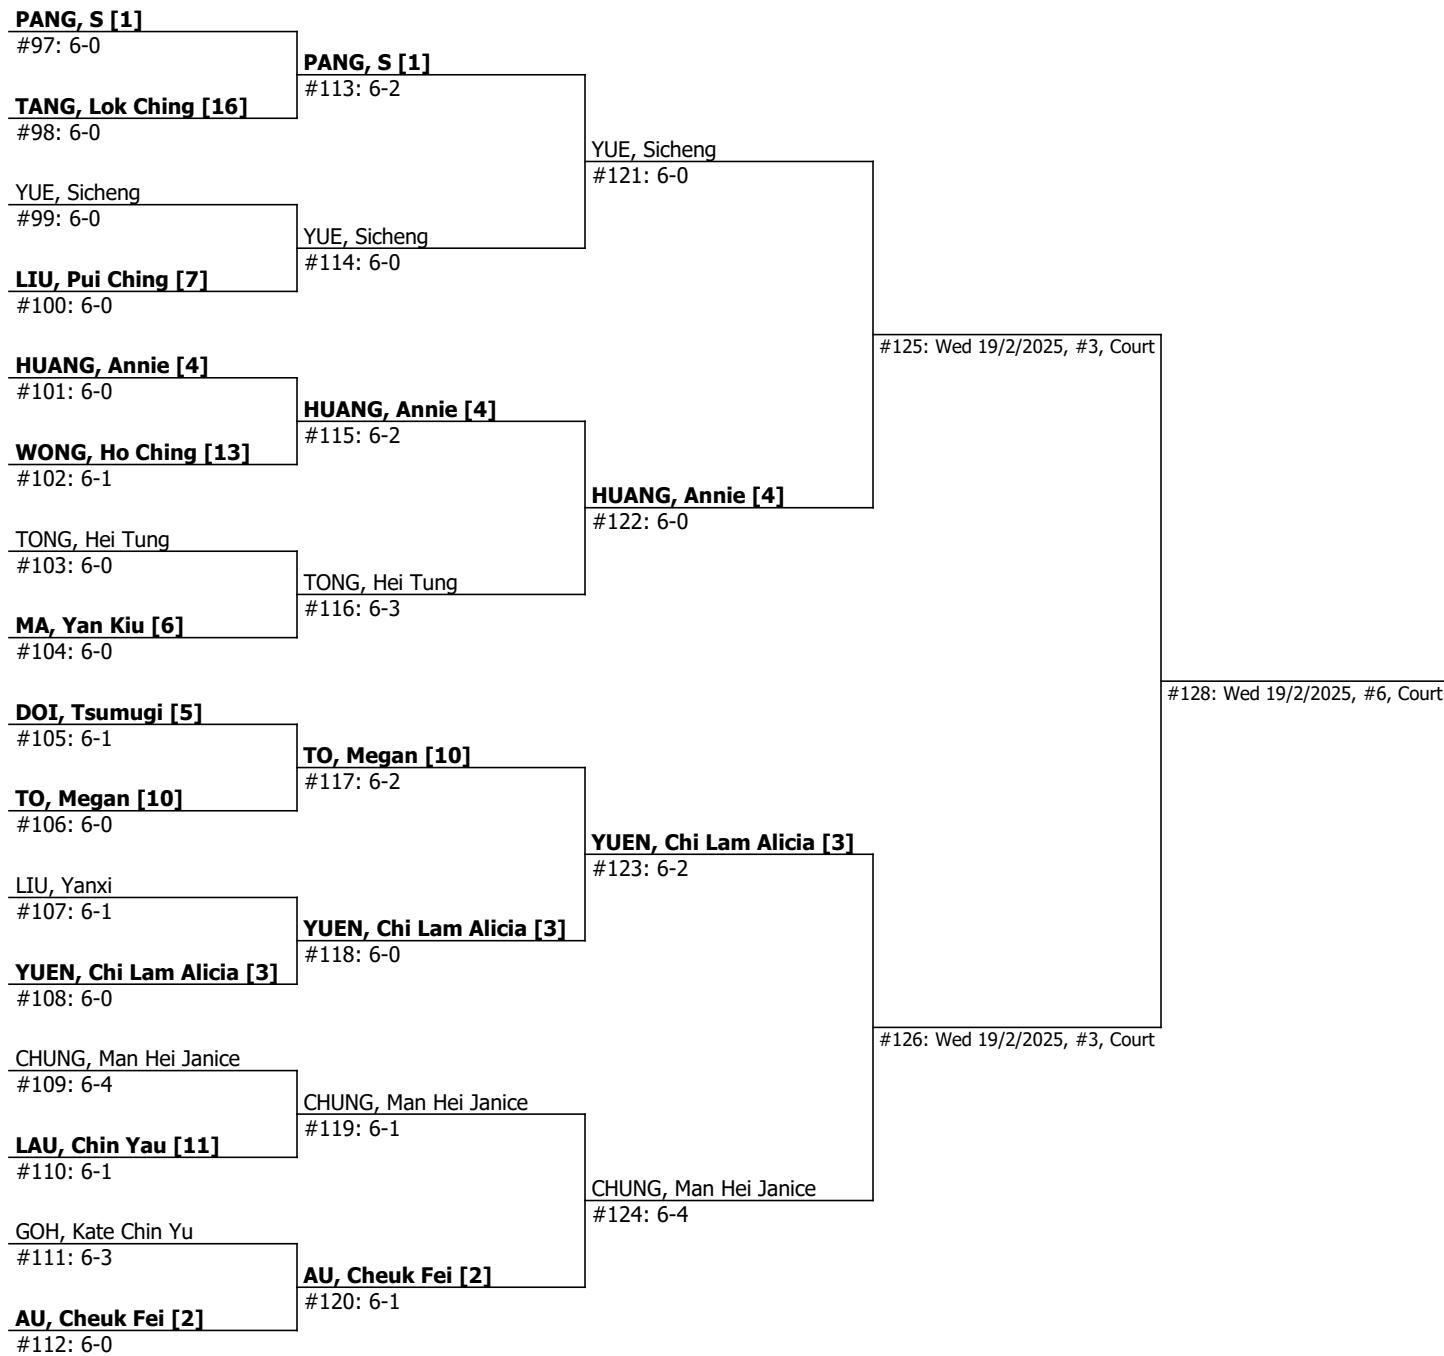 PANG, S [1]
#97: 6-0
TANG, Lok Ching [16]
#98: 6-0
YUE, Sicheng
#99: 6-0
LIU, Pui Ching [7]
#100: 6-0
HUANG, Annie [4]
#101: 6-0
WONG, Ho Ching [13]
#102: 6-1
TONG, Hei Tung
#103: 6-0
MA, Yan Kiu [6]
#104: 6-0
DOI, Tsumugi [5]
#105: 6-1
TO, Megan [10]
#106: 6-0
LIU, Yanxi
#107: 6-1
YUEN, Chi Lam Alicia [3]
#108: 6-0
CHUNG, Man Hei Janice
#109: 6-4
LAU, Chin Yau [11]
#110: 6-1
GOH, Kate Chin Yu
#111: 6-3
AU, Cheuk Fei [2]
#112: 6-0
PANG, S [1]
#113: 6-2
YUE, Sicheng
#114: 6-0
HUANG, Annie [4]
#115: 6-2
TONG, Hei Tung
#116: 6-3
TO, Megan [10]
#117: 6-2
YUEN, Chi Lam Alicia [3]
#118: 6-0
CHUNG, Man Hei Janice
#119: 6-1
AU, Cheuk Fei [2]
#120: 6-1
YUE, Sicheng
#121: 6-0
HUANG, Annie [4]
#122: 6-0
YUEN, Chi Lam Alicia [3]
#123: 6-2
CHUNG, Man Hei Janice
#124: 6-4
#125: Wed 19/2/2025, #3, Court
#126: Wed 19/2/2025, #3, Court
#128: Wed 19/2/2025, #6, Court